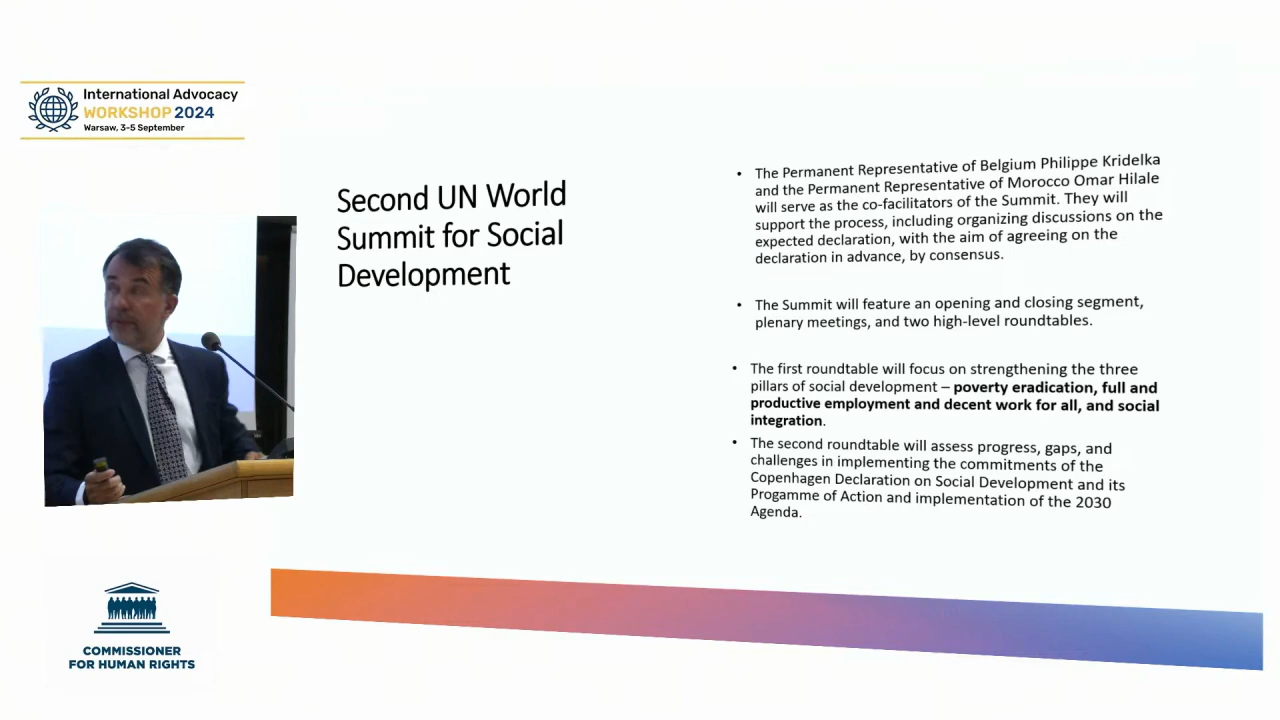 International Advocacy
WORKSHOP 2024
Warsaw, 3-5 September
Second UN World
Summit for Social
Development
• The Permanent Representative of Belgium Philippe Kridelka
and the Permanent Representative of Morocco Omar Hilale
will serve as the co-facilitators of the Summit. They will
support the process, including organizing discussions on the
expected declaration, with the aim of agreeing on the
declaration in advance, by consensus.
• The Summit will feature an opening and closing segment,
plenary meetings, and two high-level roundtables.
• The first roundtable will focus on strengthening the three
pillars of social development – poverty eradication, full and
productive employment and decent work for all, and social
integration.
• The second roundtable will assess progress, gaps, and
challenges in implementing the commitments of the
Copenhagen Declaration on Social Development and its
Progamme of Action and implementation of the 2030
Agenda.
COMMISSIONER
FOR HUMAN RIGHTS